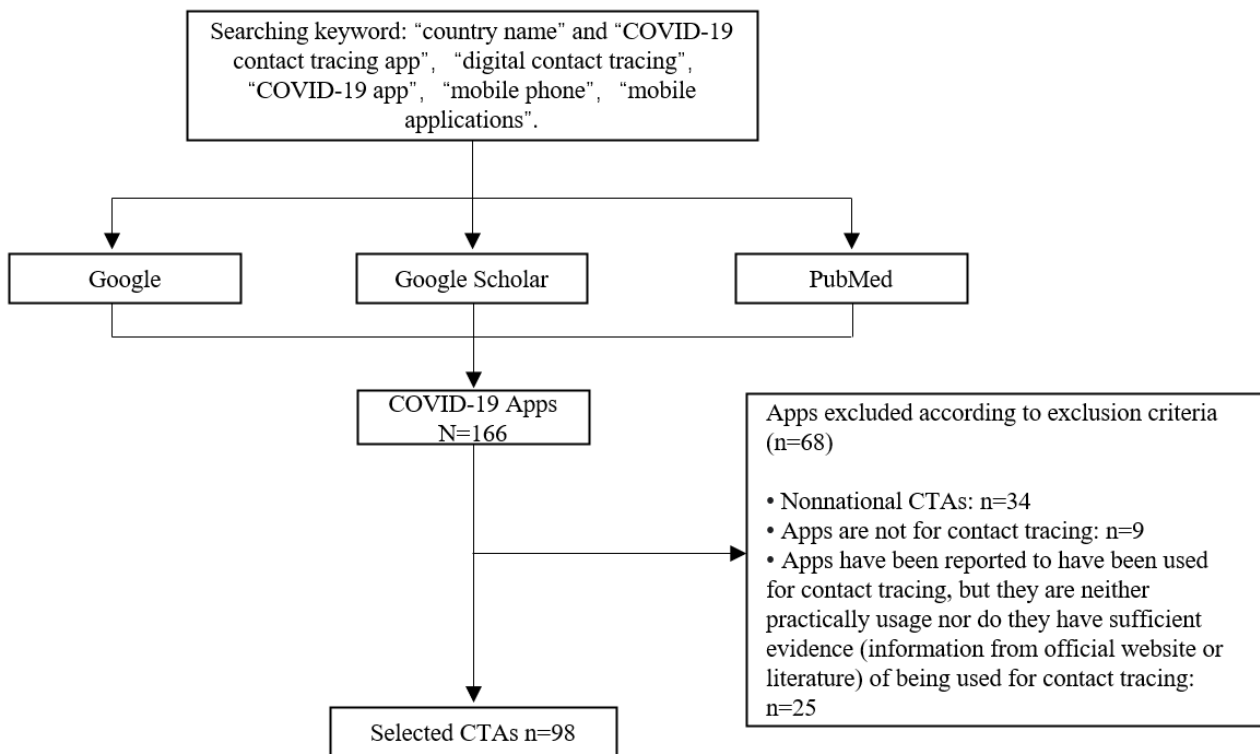 Searching keyword: “country name” and “COVID-19
contact tracing app”, “digital contact tracing”,
“COVID-19 app”, “mobile phone”, “mobile
applications”.
Google
Google Scholar
PubMed
COVID-19 Apps
N=166
Apps excluded according to exclusion criteria
(n=68)
• Nonnational CTAs: n=34
• Apps are not for contact tracing: n=9
• Apps have been reported to have been used
for contact tracing, but they are neither
practically usage nor do they have sufficient
evidence (information from official website or
literature) of being used for contact tracing:
n=25
Selected CTAs n=98